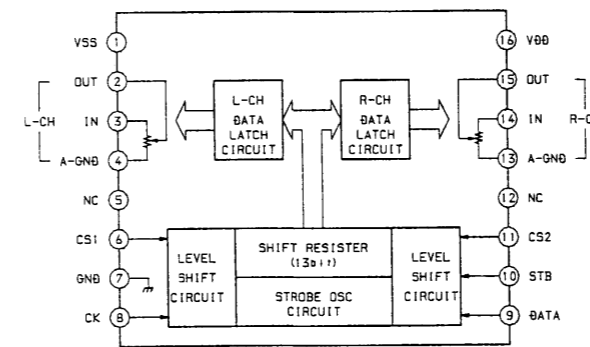 VSS 1
16 VDD
OUT 2
15 OUT
L-CH
IN 3
14 IN
R-C
A-GND 4
13 A-GND
L-CH
DATA
LATCH
CIRCUIT
R-CH
DATA
LATCH
CIRCUIT
NC 5
12 NC
CS1 6
11 CS2
GND 7
10 STB
CK 8
9 DATA
LEVEL
SHIFT
CIRCUIT
SHIFT RESISTER
(13bit)
STROBE OSC
CIRCUIT
LEVEL
SHIFT
CIRCUIT